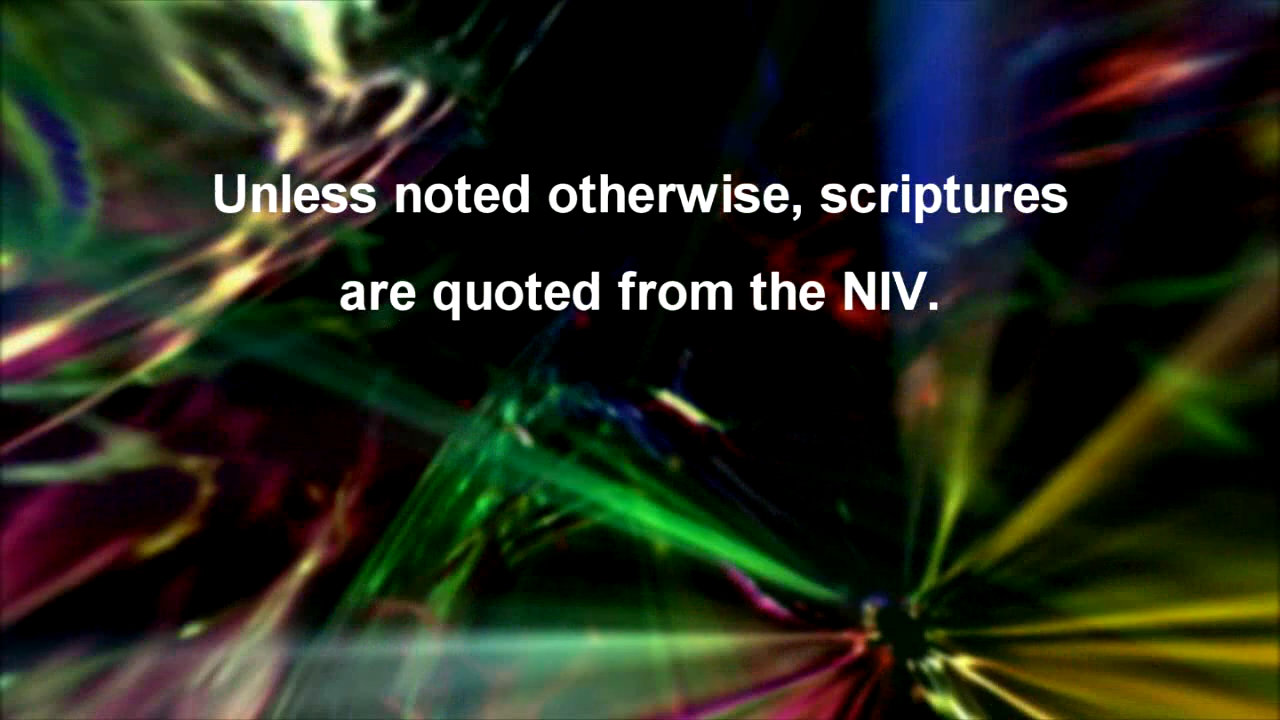 Unless noted otherwise, scriptures
are quoted from the NIV.